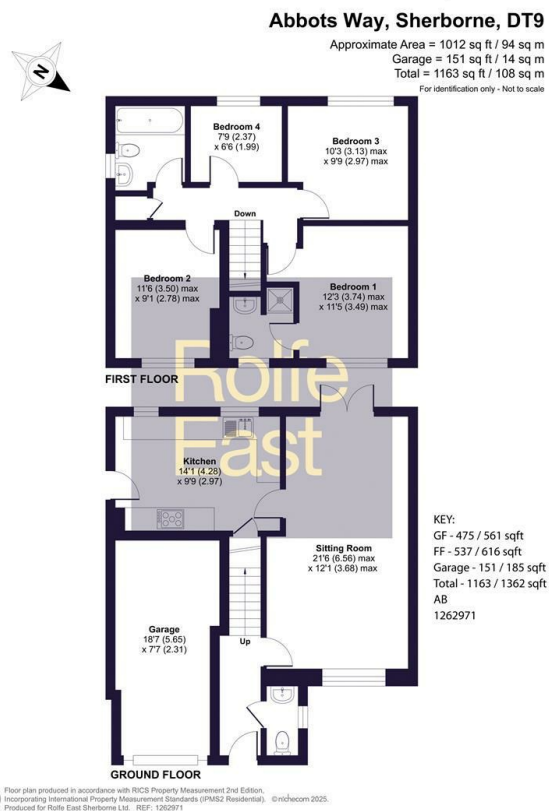 Abbots Way, Sherborne, DT9
Approximate Area = 1012 sq ft / 94 sq m
Garage = 151 sq ft / 14 sq m
Total = 1163 sq ft / 108 sq m
For identification only - Not to scale
N
Bedroom 4
7'9 (2.37)
x 6'6 (1.99)
Bedroom 3
10'3 (3.13) max
x 9'9 (2.97) max
Down
Bedroom 2
11'6 (3.50) max
x 9'1 (2.78) max
Bedroom 1
12'3 (3.74) max
x 11'5 (3.49) max
FIRST FLOOR
Rolfe
East
Kitchen
14'1 (4.28)
x 9'9 (2.97)
Sitting Room
21'6 (6.56) max
x 12'1 (3.68) max
KEY:
GF - 475 / 561 sqft
FF - 537 / 616 sqft
Garage - 151 / 185 sqft
Total - 1163 / 1362 sqft
AB
1262971
Garage
18'7 (5.65)
x 7'7 (2.31)
Up
GROUND FLOOR
Floor plan produced in accordance with RICS Property Measurement 2nd Edition,
Incorporating International Property Measurement Standards (IPMS2 Residential). © nichecom 2025.
Produced for Rolfe East Sherborne Ltd. REF: 1262971